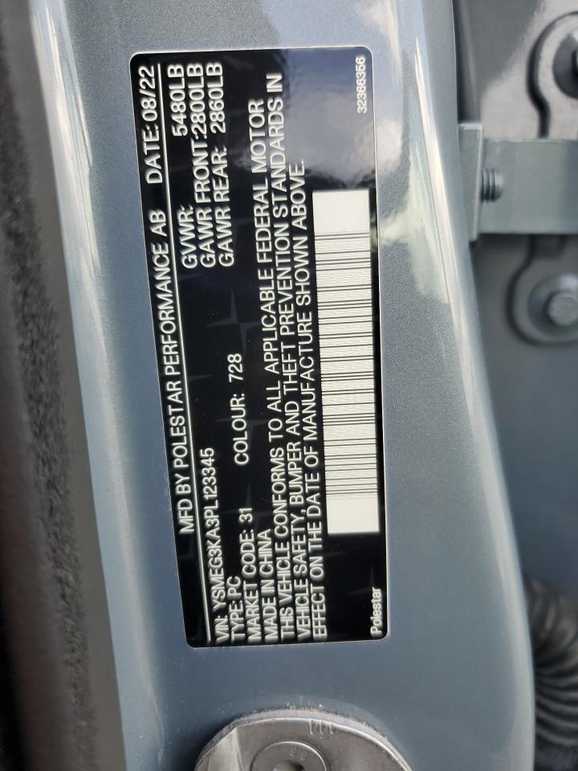 MFD BY POLESTAR PERFORMANCE AB DATE: 08/22
VIN: YSMEG3KA3PL123345
TYPE: PC
MARKET CODE: 31 COLOUR: 728
GVWR: 5480LB
GAWR FRONT: 2800LB
GAWR REAR: 2860LB
MADE IN CHINA
THIS VEHICLE CONFORMS TO ALL APPLICABLE FEDERAL MOTOR
VEHICLE SAFETY, BUMPER AND THEFT PREVENTION STANDARDS IN
EFFECT ON THE DATE OF MANUFACTURE SHOWN ABOVE.
Polestar
32366356